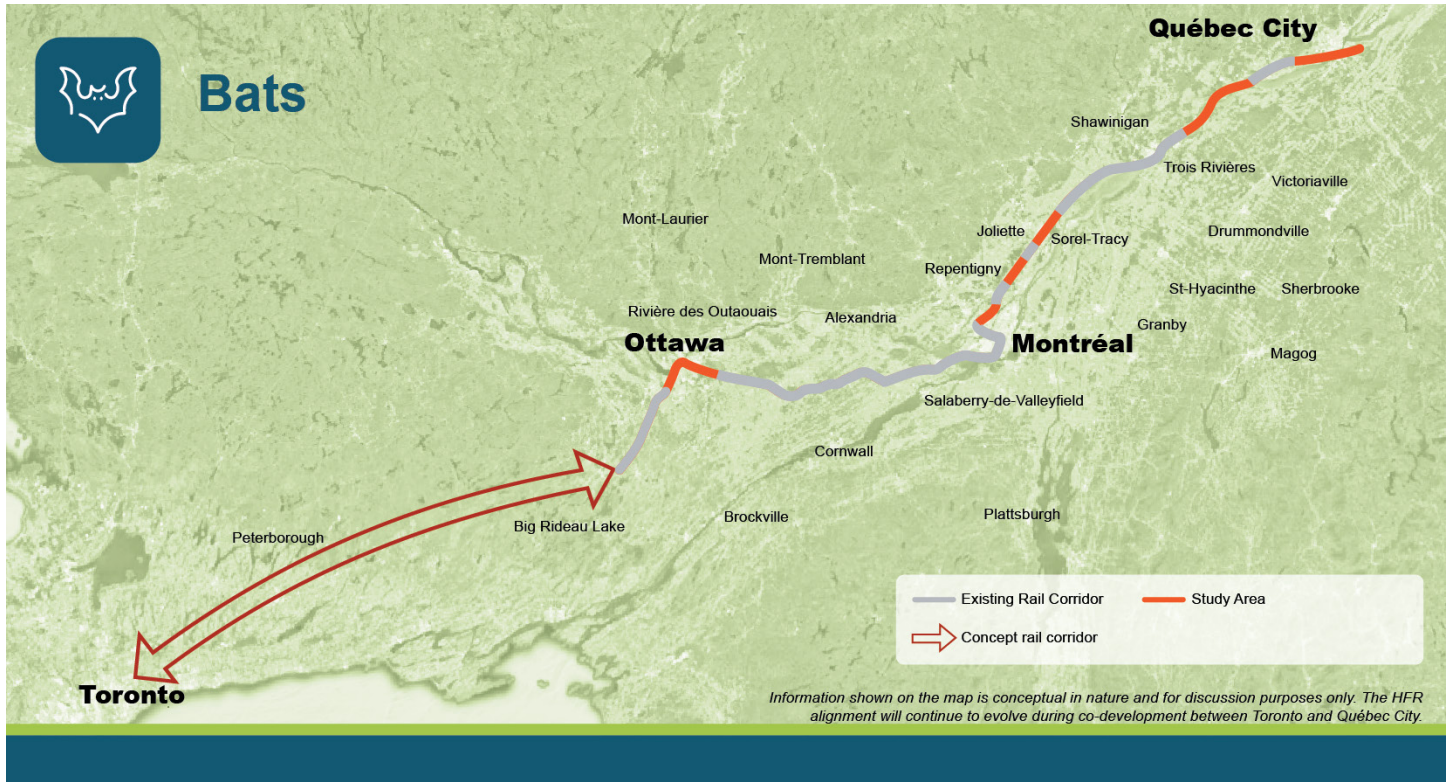 Bats
Québec City
Shawinigan
Trois Rivières
Victoriaville
Mont-Laurier
Joliette
Sorel-Tracy
Drummondville
Mont-Tremblant
Repentigny
St-Hyacinthe
Sherbrooke
Rivière des Outaouais
Alexandria
Granby
Ottawa
Montréal
Magog
Salaberry-de-Valleyfield
Cornwall
Big Rideau Lake
Brockville
Plattsburgh
Peterborough
Toronto
Existing Rail Corridor
Study Area
Concept rail corridor
Information shown on the map is conceptual in nature and for discussion purposes only. The HFR
alignment will continue to evolve during co-development between Toronto and Québec City.